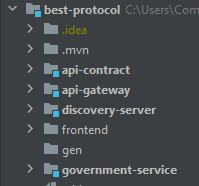 best-protocol C:\Users\Com
.idea
.mvn
api-contract
api-gateway
discovery-server
frontend
gen
government-service